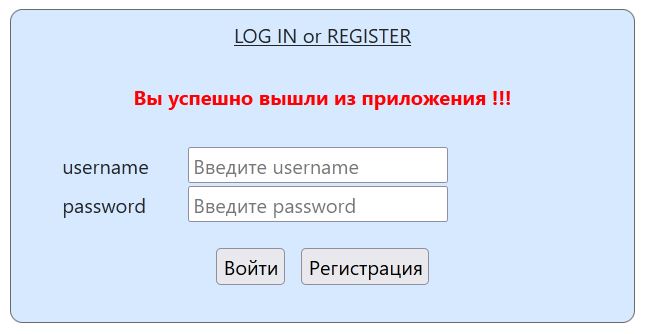 LOG IN or REGISTER
Вы успешно вышли из приложения !!!
username Введите username
password Введите password
Войти Регистрация